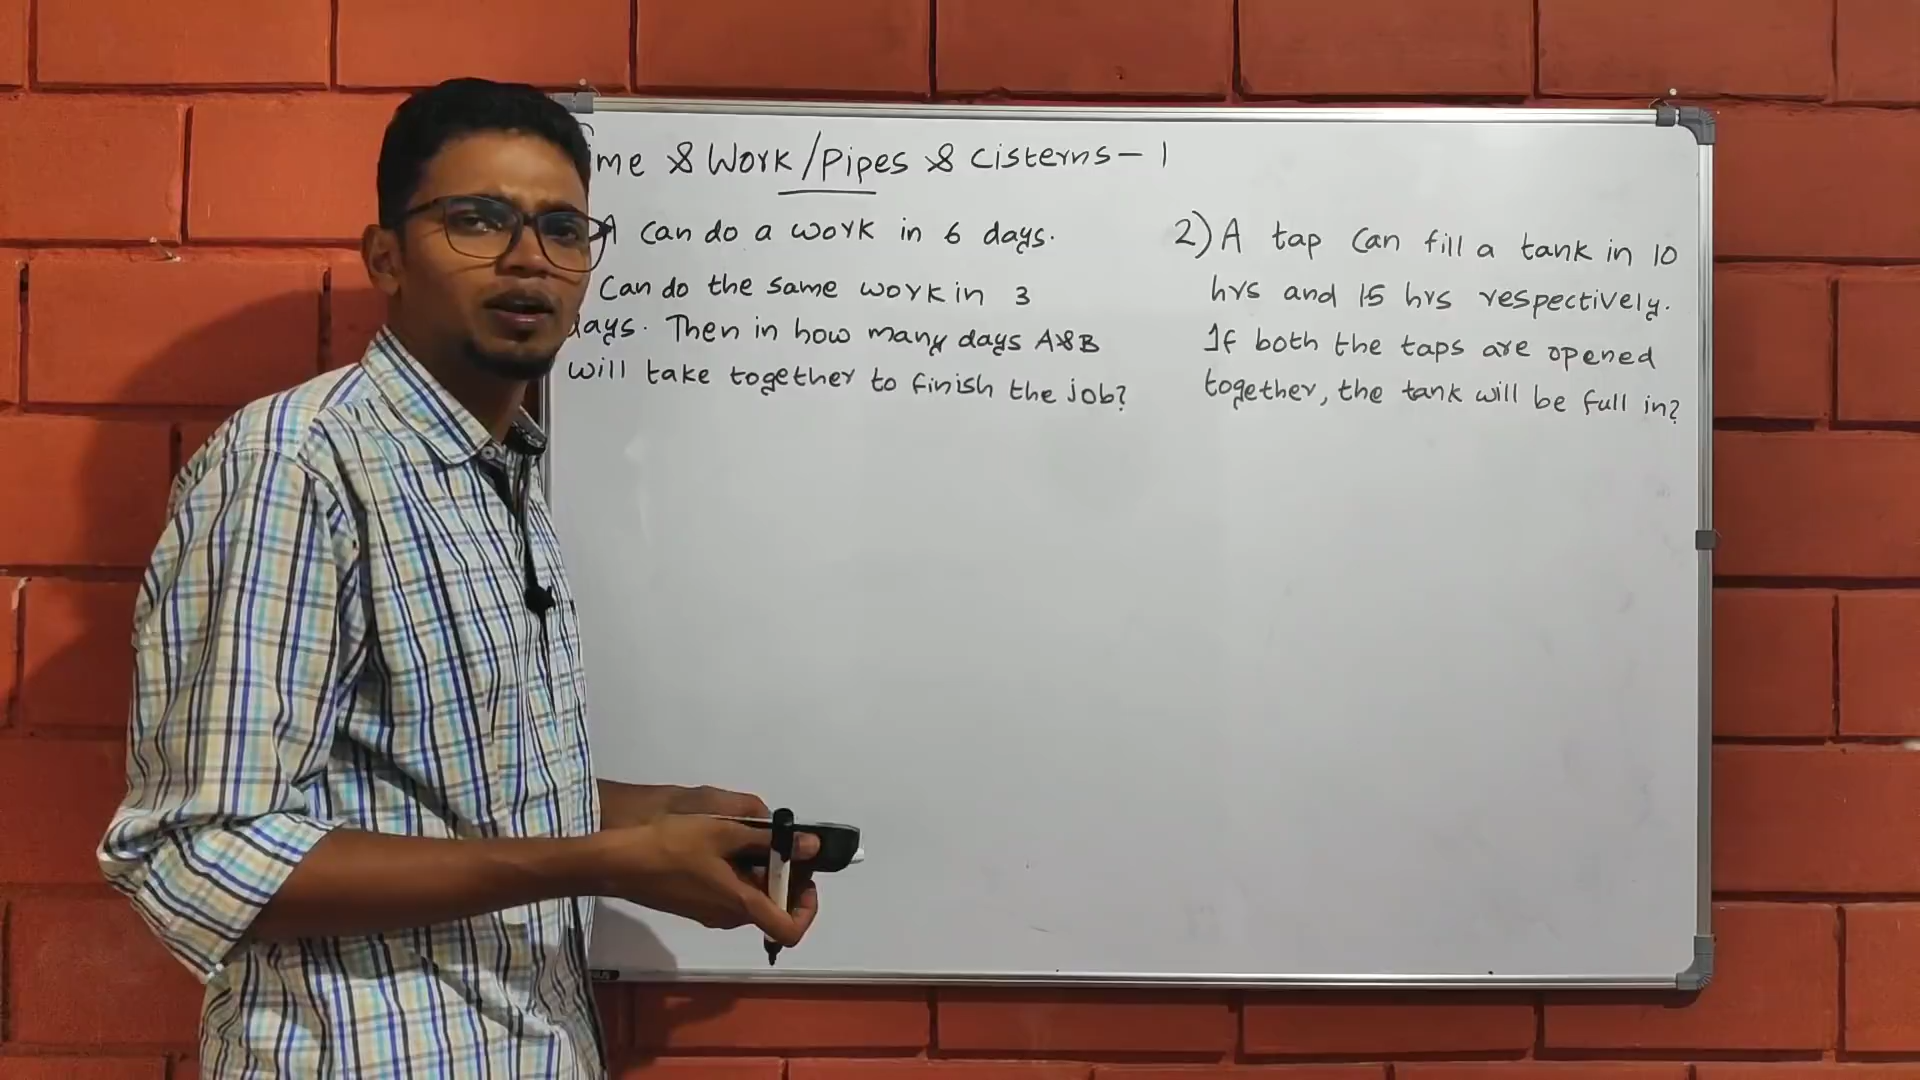 me & Work/Pipes & Cisterns - 1
A can do a work in 6 days.
Can do the same work in 3
days. Then in how many days A&B
will take together to finish the job?
2) A tap Can fill a tank in 10
hrs and 15 hrs respectively.
If both the taps are opened
together, the tank will be full in?